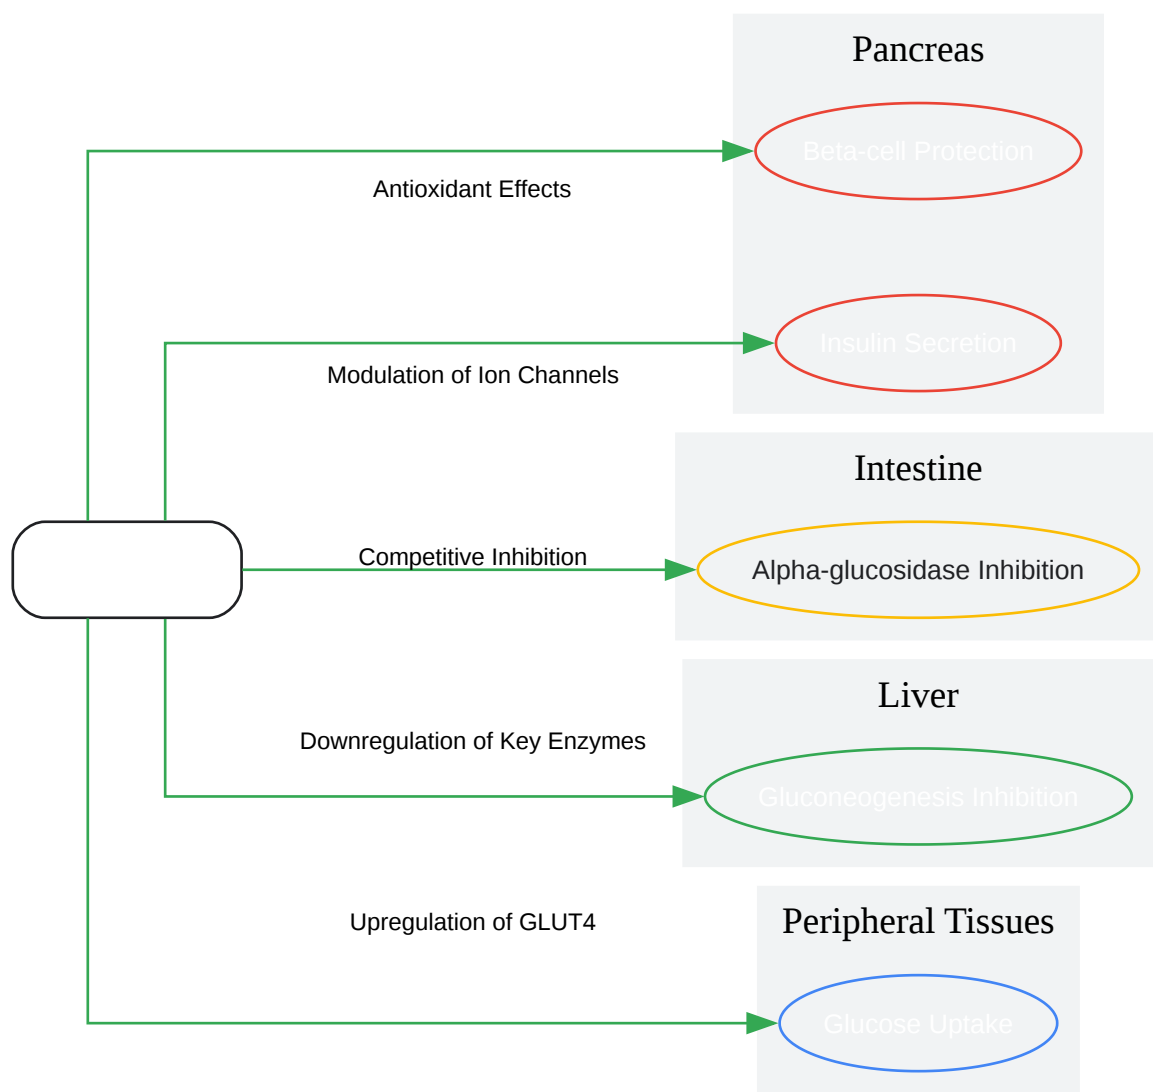 Pancreas
Beta-cell Protection
Antioxidant Effects
Insulin Secretion
Modulation of Ion Channels
Intestine
Competitive Inhibition
Alpha-glucosidase Inhibition
Liver
Downregulation of Key Enzymes
Gluconeogenesis Inhibition
Peripheral Tissues
Upregulation of GLUT4
Glucose Uptake